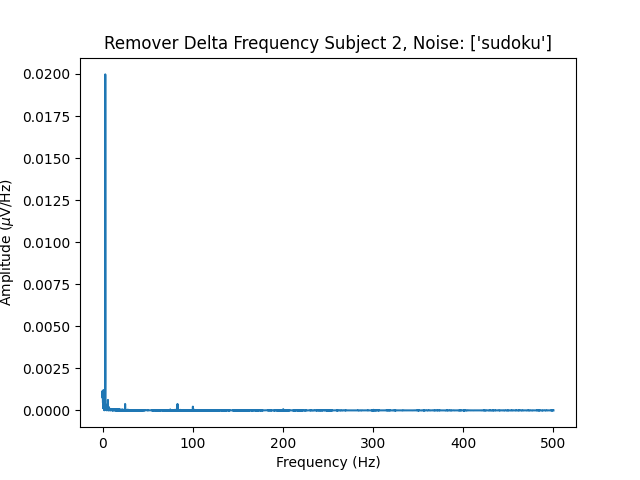 Remover Delta Frequency Subject 2, Noise: ['sudoku']
Amplitude (μV/Hz)
0.0200
0.0175
0.0150
0.0125
0.0100
0.0075
0.0050
0.0025
0.0000
0 100 200 300 400 500
Frequency (Hz)